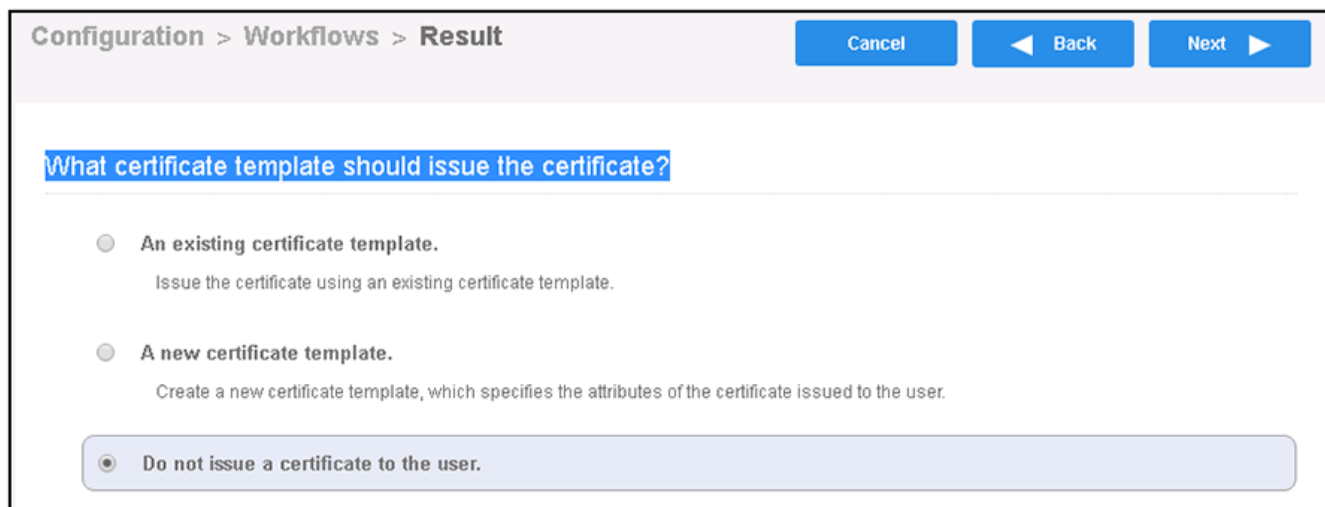 Configuration > Workflows > Result
Cancel
Back
Next
What certificate template should issue the certificate?
An existing certificate template.
Issue the certificate using an existing certificate template.
A new certificate template.
Create a new certificate template, which specifies the attributes of the certificate issued to the user.
Do not issue a certificate to the user.